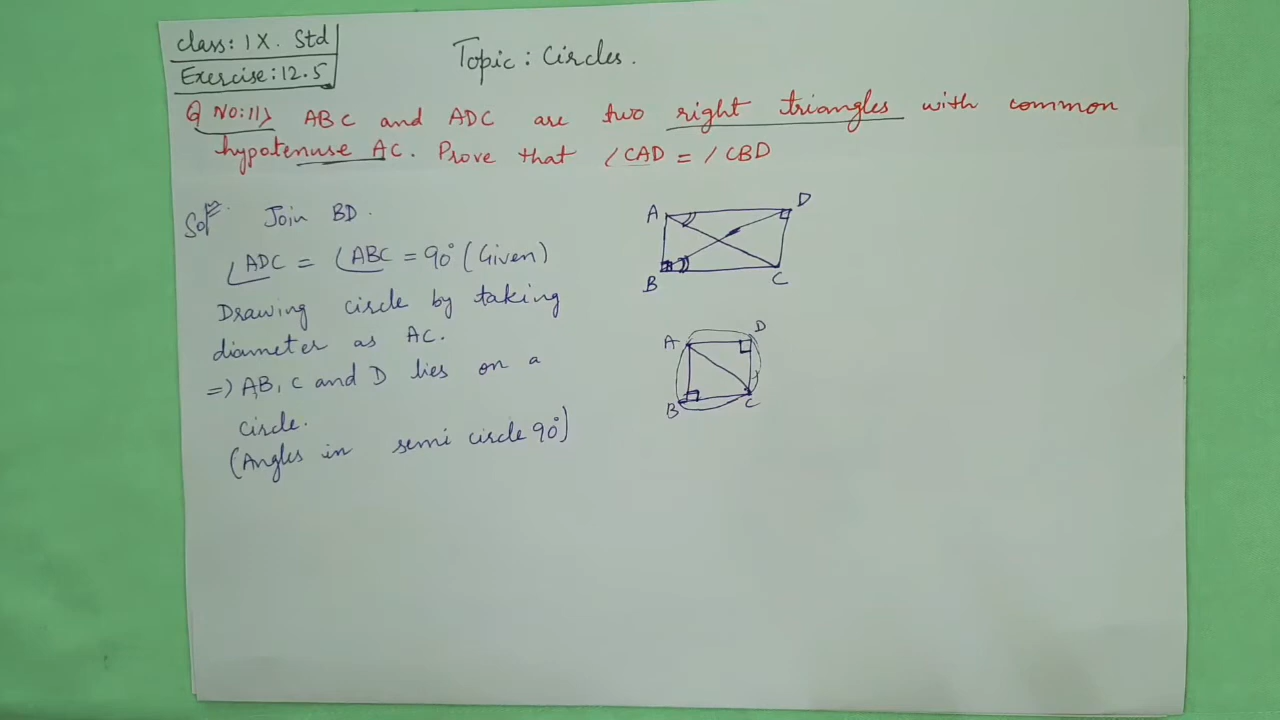 class: IX. Std
Exercise: 12.5
Topic: Circles.
Q NO:11> ABC and ADC are two right triangles with common
hypotenuse AC. Prove that ∠CAD = ∠CBD
Sol Join BD.
∠ADC = ∠ABC = 90° (Given)
Drawing circle by taking
diameter as AC.
=> A,B, C and D lies on a
circle.
(Angles in semi circle 90°)
A D
B C
A D
B C